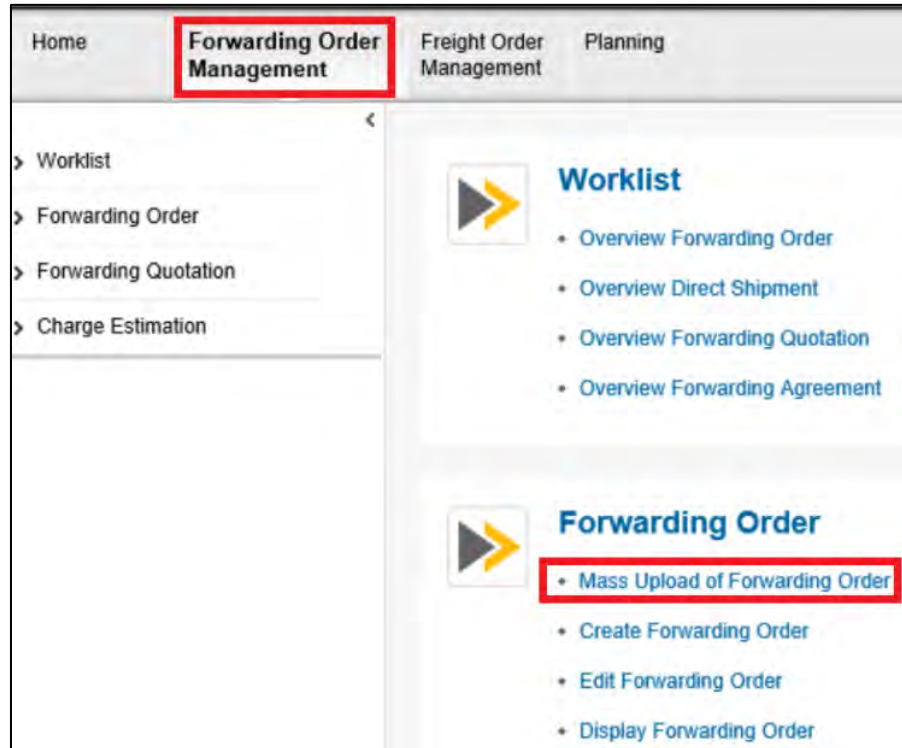 Home
Forwarding Order
Management
Freight Order
Management
Planning
Worklist
Forwarding Order
Forwarding Quotation
Charge Estimation
Worklist
• Overview Forwarding Order
• Overview Direct Shipment
• Overview Forwarding Quotation
• Overview Forwarding Agreement
Forwarding Order
• Mass Upload of Forwarding Order
• Create Forwarding Order
• Edit Forwarding Order
• Display Forwarding Order